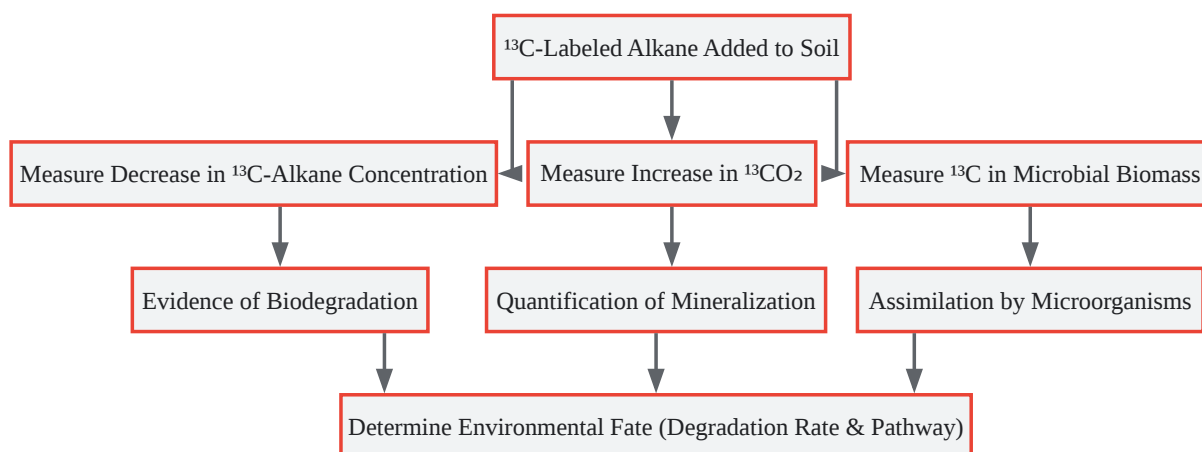 ¹³C-Labeled Alkane Added to Soil
Measure Decrease in ¹³C-Alkane Concentration
Measure Increase in ¹³CO₂
Measure ¹³C in Microbial Biomass
Evidence of Biodegradation
Quantification of Mineralization
Assimilation by Microorganisms
Determine Environmental Fate (Degradation Rate & Pathway)